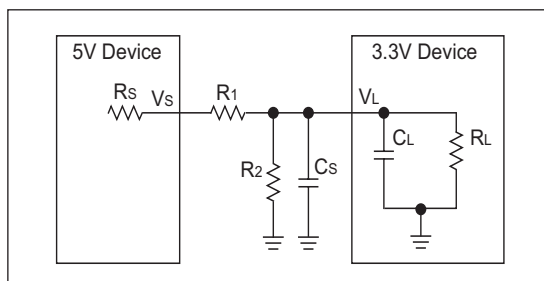 5V Device
3.3V Device
RS
VS
R1
VL
R2
CS
CL
RL